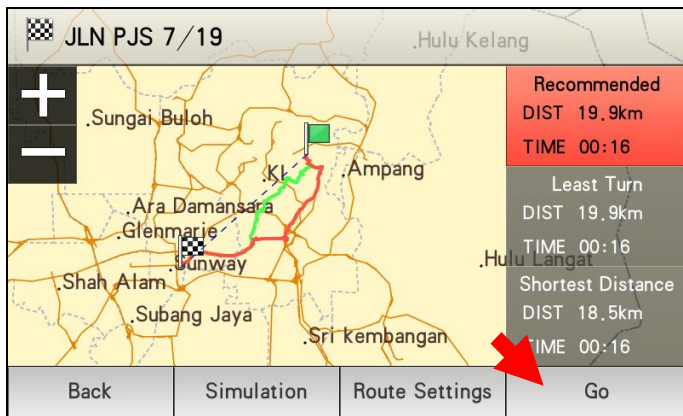 JLN PJS 7/19
.Hulu Kelang
+
−
.Sungai Buloh
.KL
.Ampang
.Ara Damansara
.Glenmarie
.Sunway
.Hulu Langat
.Shah Alam
.Subang Jaya
.Sri kembangan
Recommended
DIST 19.9km
TIME 00:16
Least Turn
DIST 19.9km
TIME 00:16
Shortest Distance
DIST 18.5km
TIME 00:16
Back
Simulation
Route Settings
Go